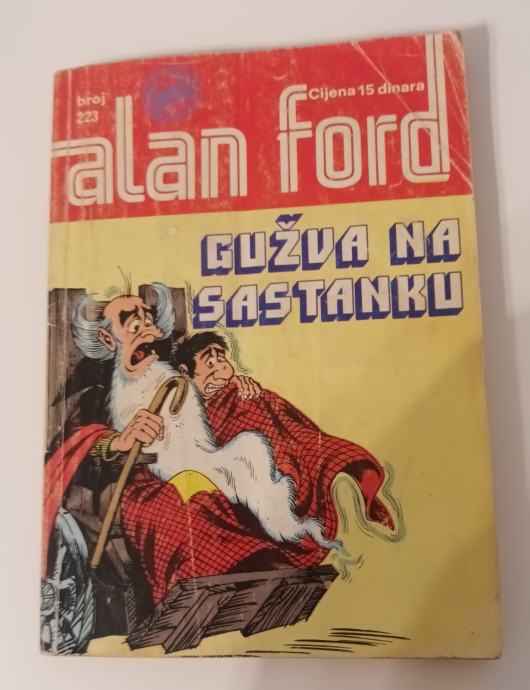 broj
223
Cijena 15 dinara
alan ford
GUŽVA NA
SASTANKU